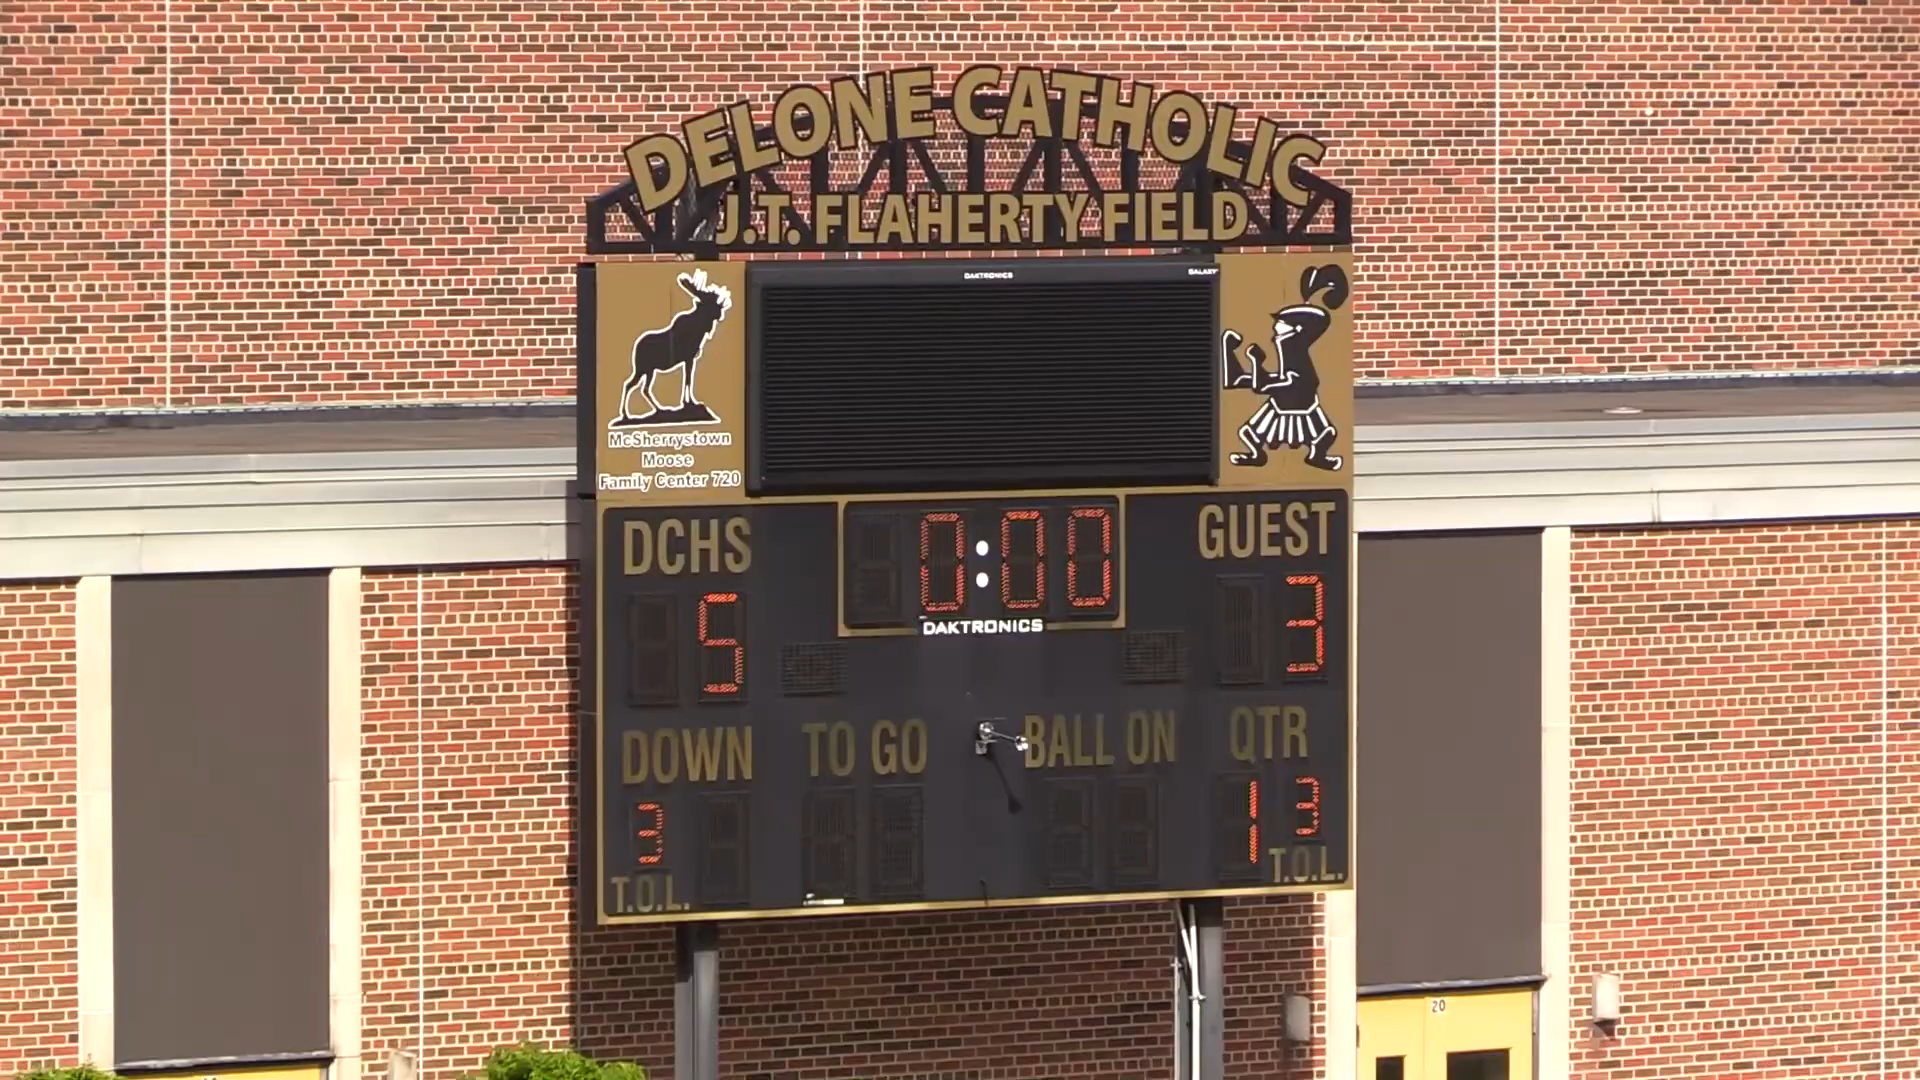 DELONE CATHOLIC
J.T. FLAHERTY FIELD
DAKTRONICS
GALAXY
McSherrystown
Moose
Family Center 720
DCHS
0:00
GUEST
5
DAKTRONICS
3
DOWN
TO GO
BALL ON
QTR
3
1
3
T.O.L.
T.O.L.
20